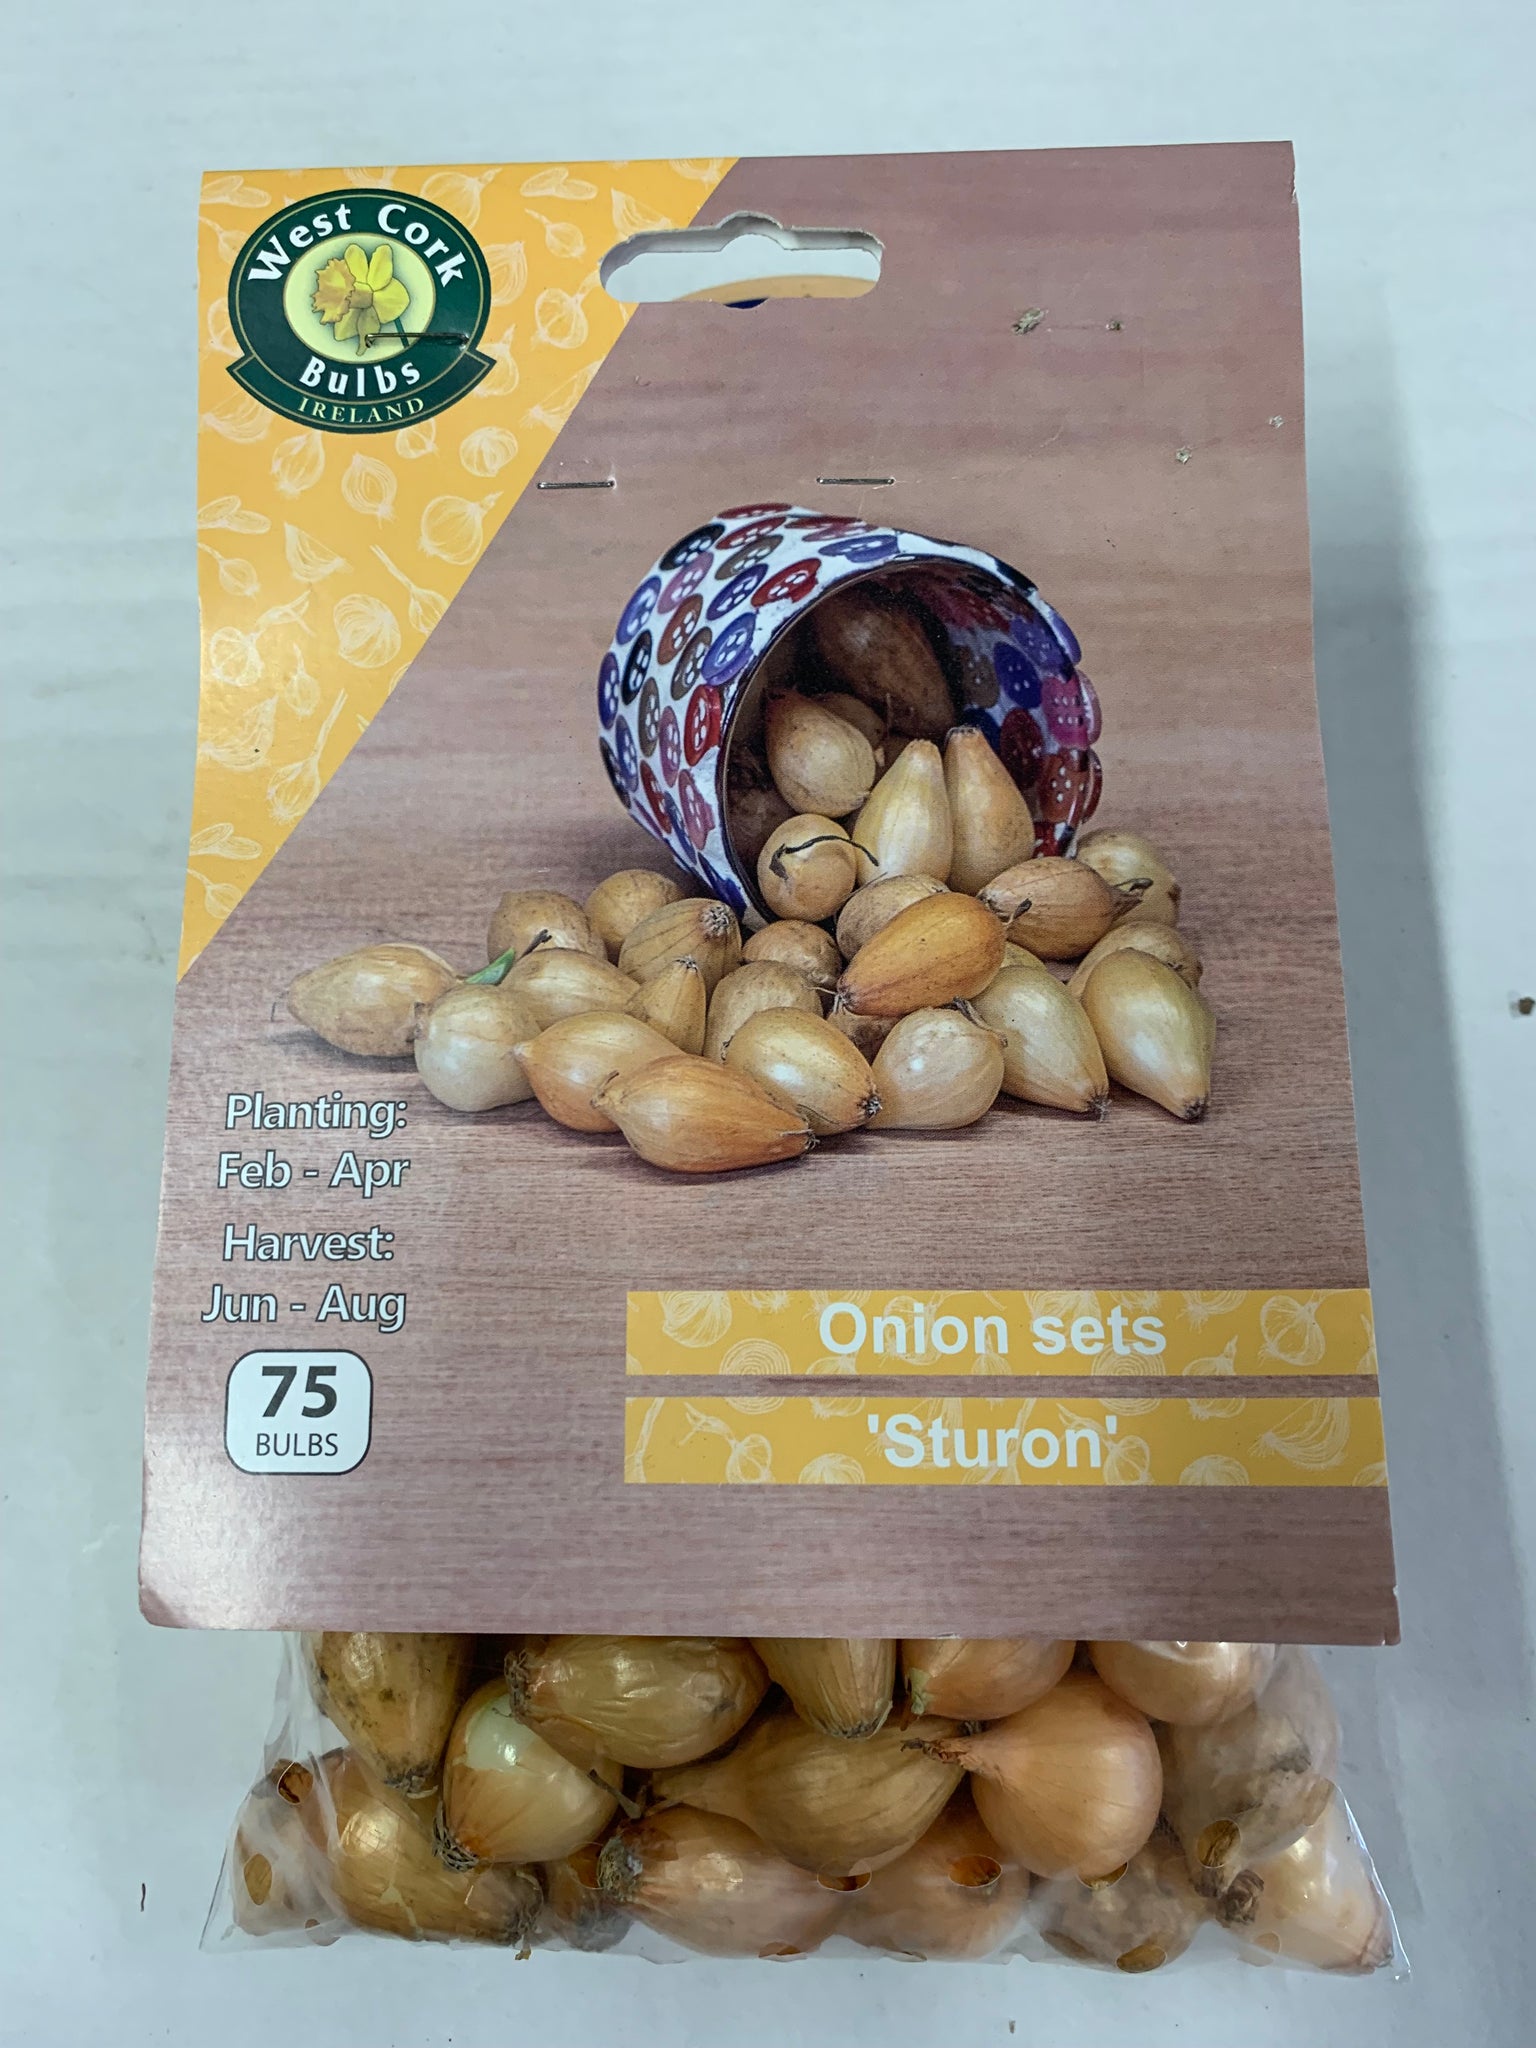 West Cork
Bulbs
IRELAND
Planting:
Feb - Apr
Harvest:
Jun - Aug
75
BULBS
Onion sets
'Sturon'